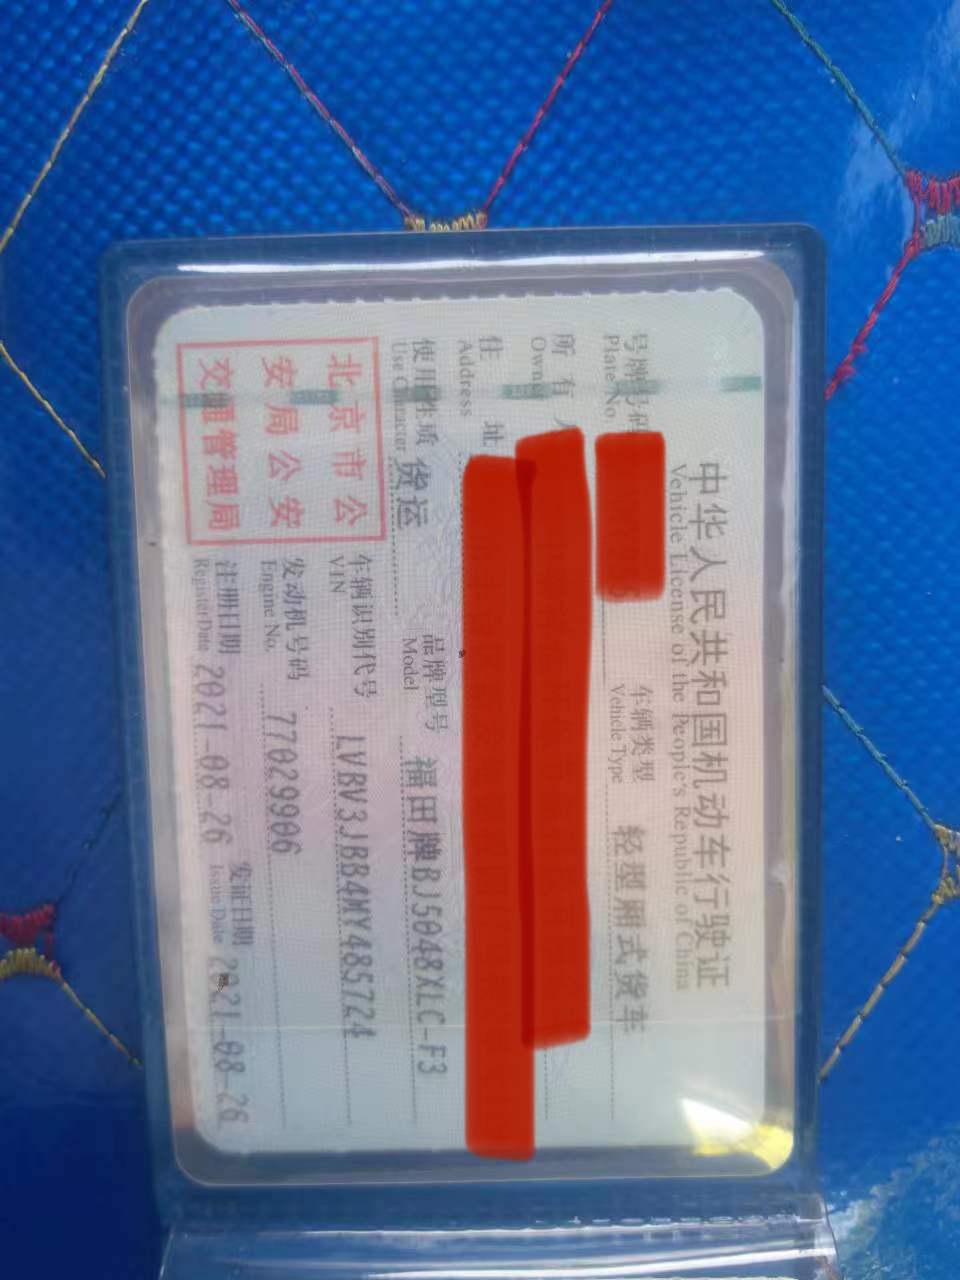 中华人民共和国机动车行驶证
Vehicle License of the People's Republic of China
号牌号码 车辆类型 轻型厢式货车
Plate No. Vehicle Type
所有人
Owner
住址
Address
使用性质 货运 品牌型号 福田牌BJ5048XLC-F3
Use Character Model
北京市公
安局公安
交通管理局
车辆识别代号 LVBV3JBB4MY485724
VIN
发动机号码 77029906
Engine No.
注册日期 2021-08-26 发证日期 2021-08-26
Register Date Issue Date